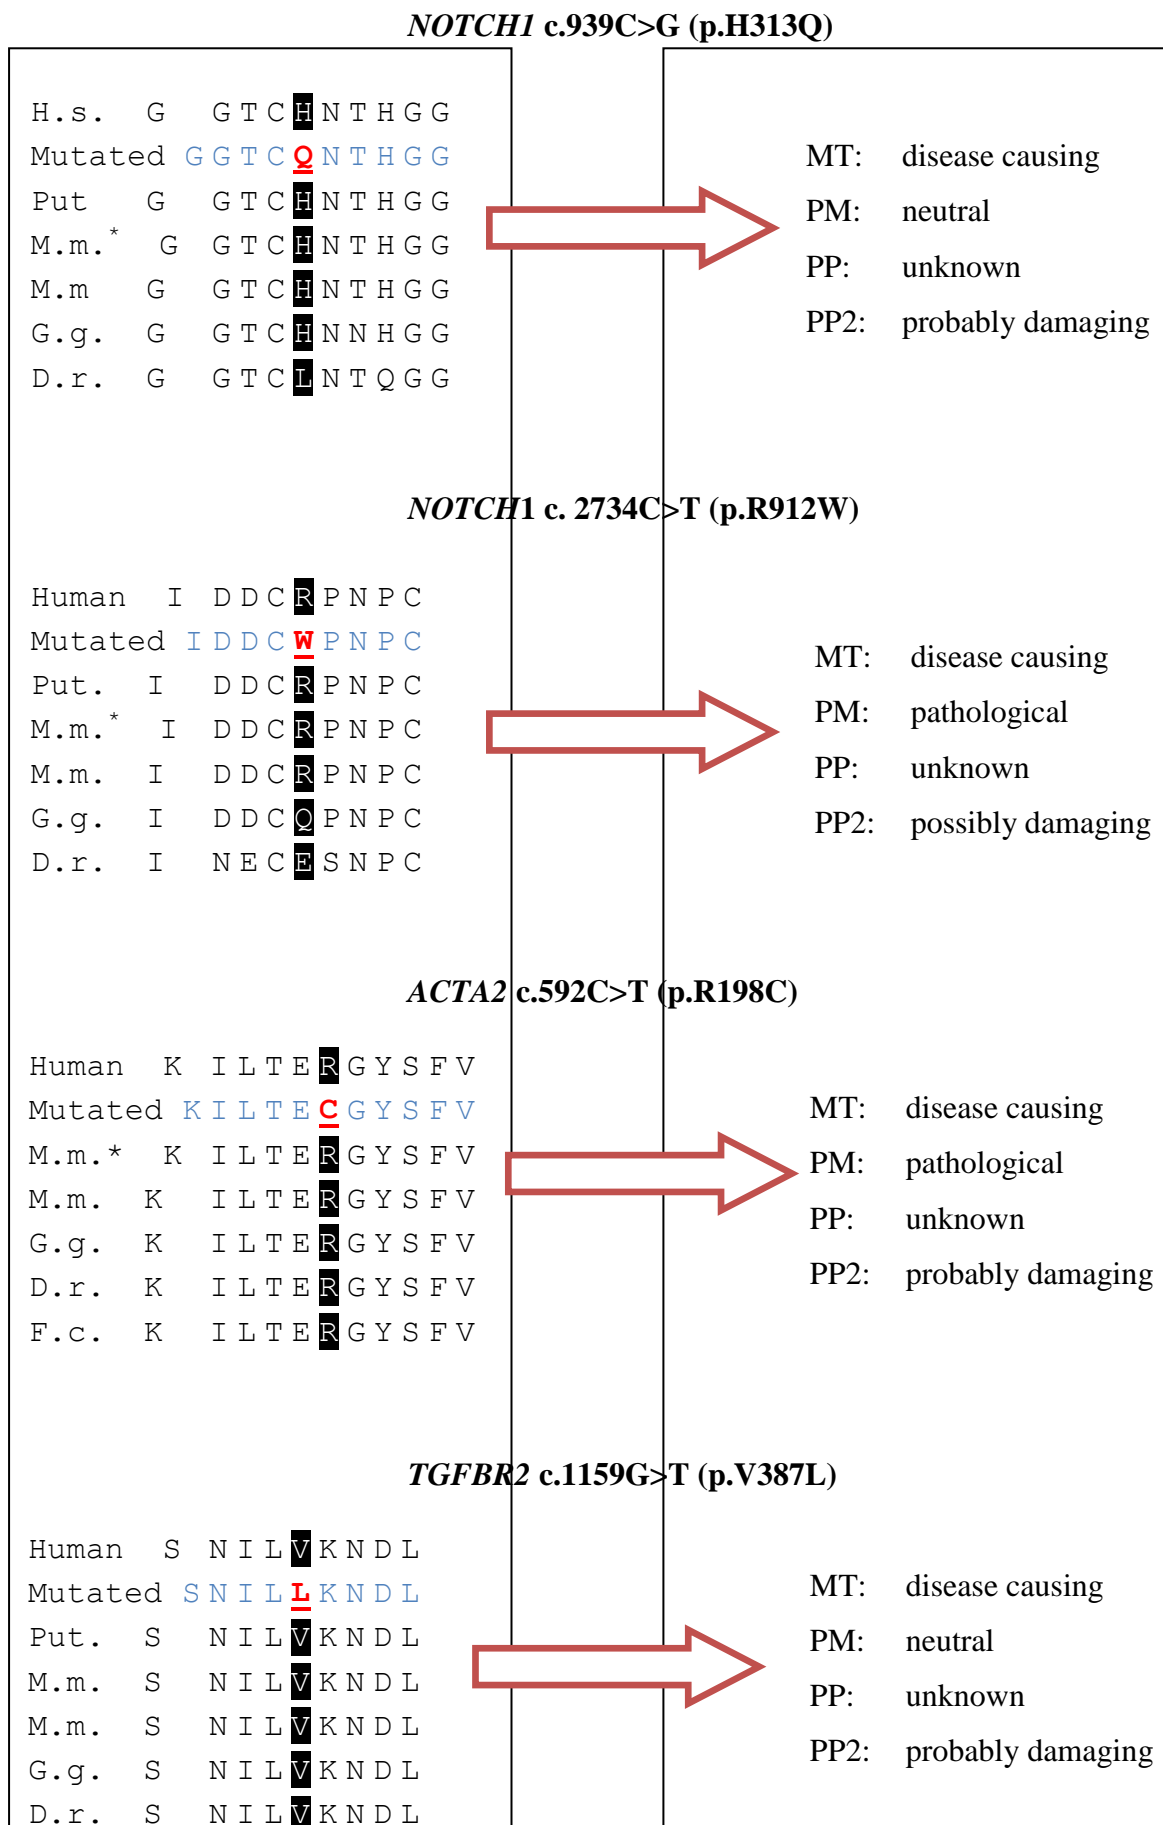 NOTCH1 c.939C>G (p.H313Q)
H.s. G GTCHNTHGG
Mutated GGTCQNTHGG
Put G GTCHNTHGG
M.m.* G GTCHNTHGG
M.m G GTCHNTHGG
G.g. G GTCHNNHGG
D.r. G GTCLNTQGG
MT: disease causing
PM: neutral
PP: unknown
PP2: probably damaging
NOTCH1 c. 2734C>T (p.R912W)
Human I DDCRPNPC
Mutated IDDCWPNPC
Put. I DDCRPNPC
M.m.* I DDCRPNPC
M.m. I DDCRPNPC
G.g. I DDCQPNPC
D.r. I NECESNPC
MT: disease causing
PM: pathological
PP: unknown
PP2: possibly damaging
ACTA2 c.592C>T (p.R198C)
Human K ILTERGYSFV
Mutated KILTECGYSFV
M.m.* K ILTERGYSFV
M.m. K ILTERGYSFV
G.g. K ILTERGYSFV
D.r. K ILTERGYSFV
F.c. K ILTERGYSFV
MT: disease causing
PM: pathological
PP: unknown
PP2: probably damaging
TGFBR2 c.1159G>T (p.V387L)
Human S NILVKNDL
Mutated SNILLKNDL
Put. S NILVKNDL
M.m. S NILVKNDL
M.m. S NILVKNDL
G.g. S NILVKNDL
D.r. S NILVKNDL
MT: disease causing
PM: neutral
PP: unknown
PP2: probably damaging